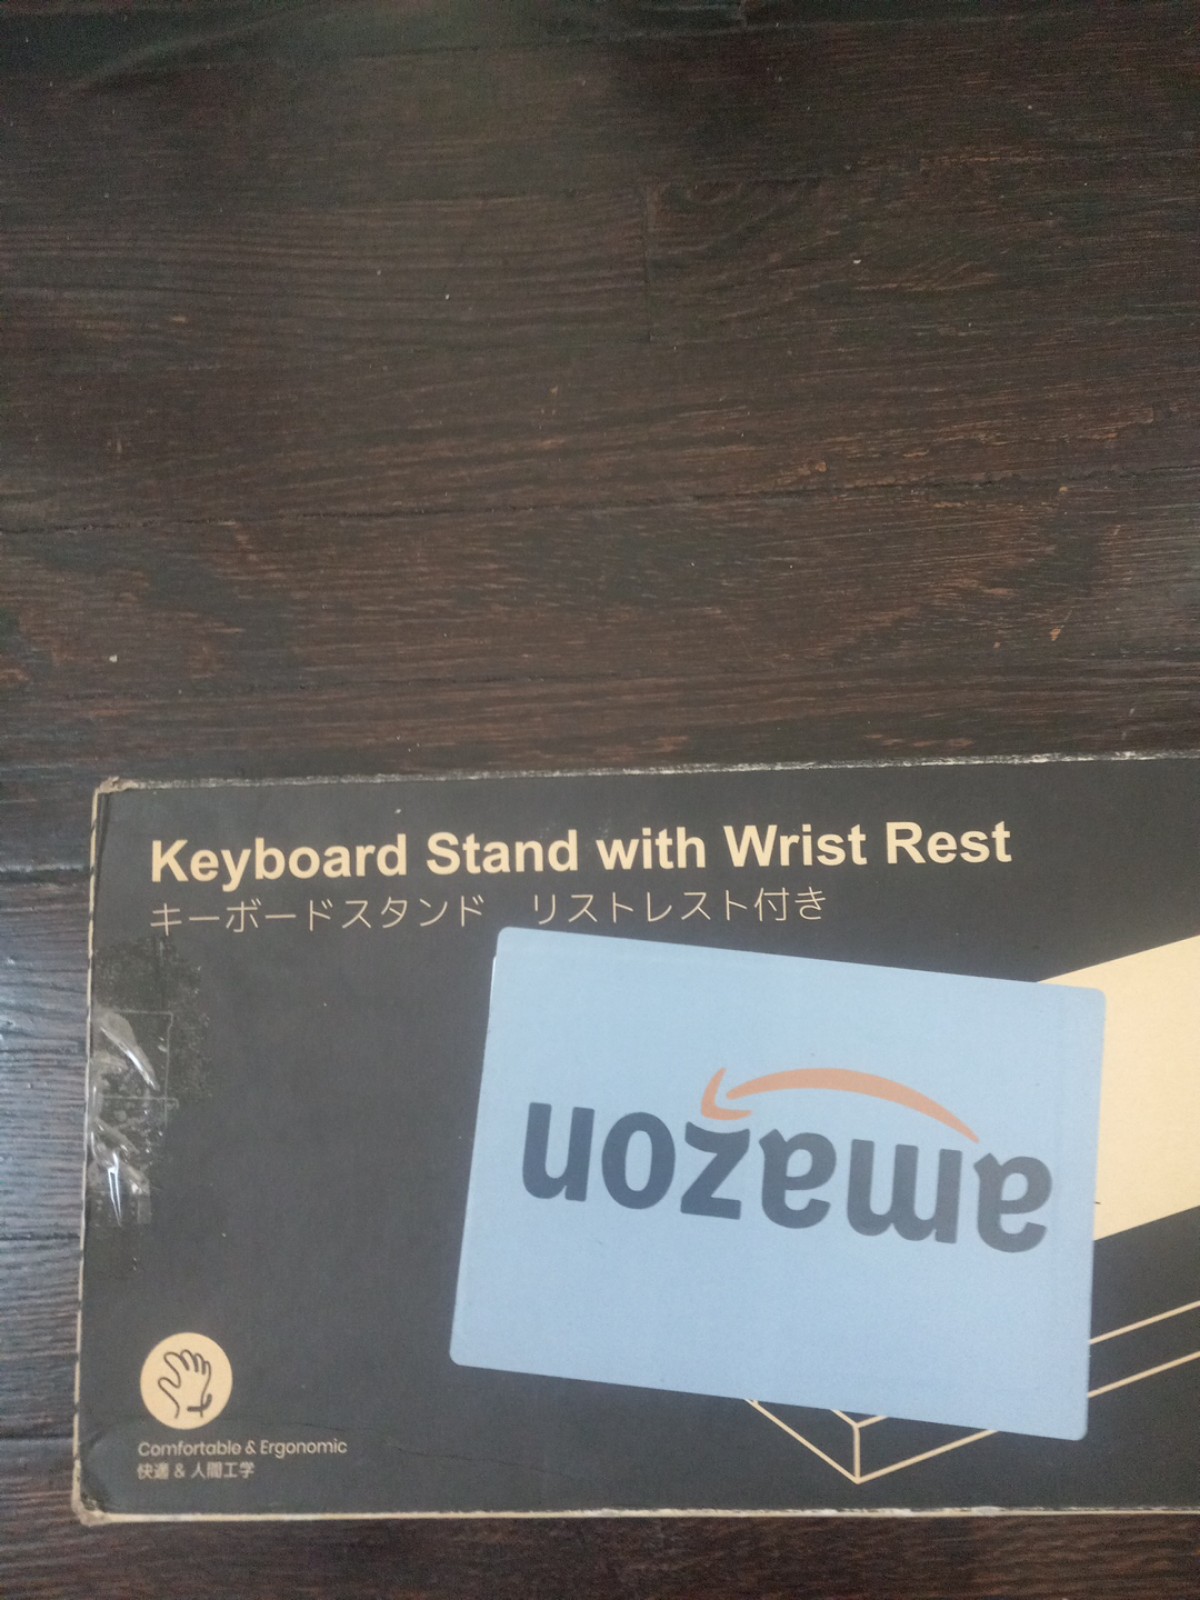 Keyboard Stand with Wrist Rest
キーボードスタンド　リストレスト付き
amazon
Comfortable & Ergonomic
快適 & 人間工学